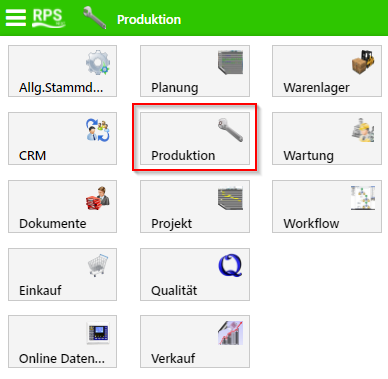 RPS Produktion
Allg.Stammd... Planung Warenlager
CRM Produktion Wartung
Dokumente Projekt Workflow
Einkauf Qualität
Online Daten... Verkauf